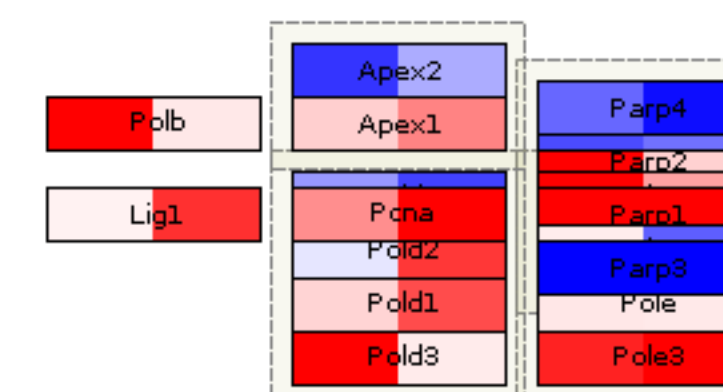 Polb
Lig1
Apex2
Apex1
Pcna
Pold2
Pold1
Pold3
Parp4
Parp2
Parp1
Parp3
Pole
Pole3